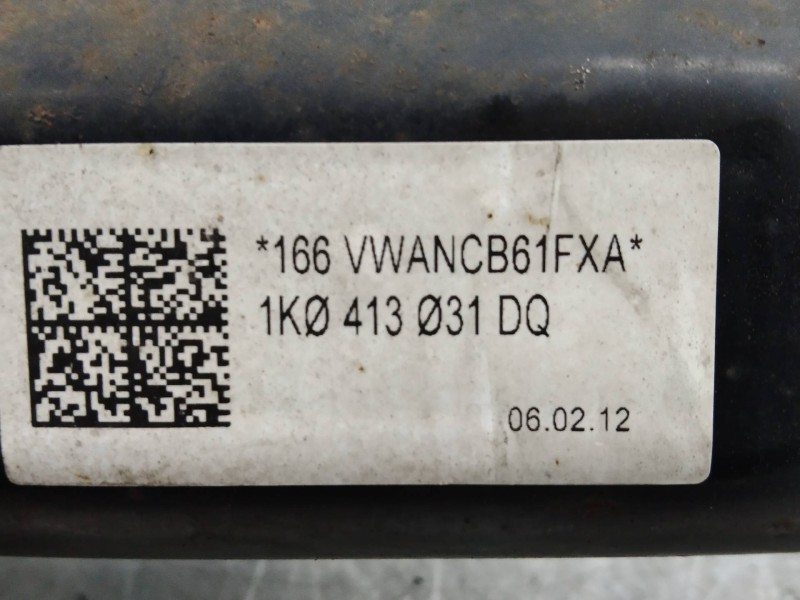 *166 VWANCB61FXA*
1KØ 413 Ø31 DQ
06.02.12